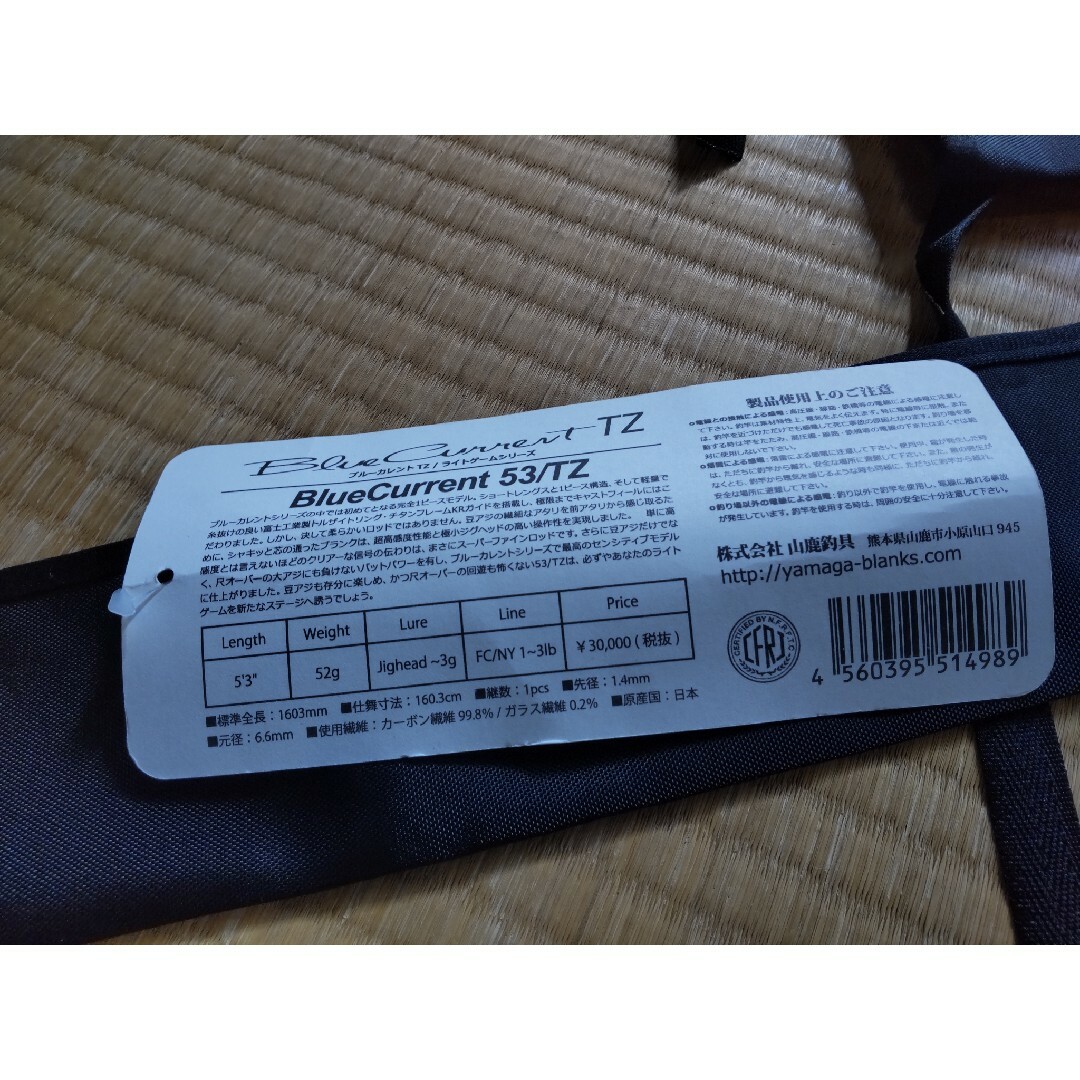 BlueCurrent TZ
ブルーカレント TZ / ライトゲームシリーズ
BlueCurrent 53/TZ
ブルーカレントシリーズの中では初めてとなる完全1ピースモデル。ショートレングスと1ピース構造、そして軽量で
糸抜けの良い富士工業製トルザイトリング・チタンフレームKRガイドを搭載し、極限までキャストフィールにはこ
だわりました。しかし、決して柔らかいロッドではありません。豆アジの繊細なアタリを前アタリから感じ取るた
めに、シャキッと芯の通ったブランクは、超高感度性能と極小ジグヘッドの高い操作性を実現しました。 単に高
感度とは言えないほどのクリアーな信号の伝わりは、まさにスーパーファインロッドです。さらに豆アジだけでな
く、尺オーバーの大アジにも負けないバットパワーを有し、ブルーカレントシリーズで最高のセンシティブモデル
に仕上がりました。豆アジも存分に楽しめ、かつ尺オーバーの回遊も怖くない53/TZは、必ずやあなたのライト
ゲームを新たなステージへ誘うでしょう。
Length Weight Lure Line Price
5'3" 52g Jighead ~3g FC/NY 1~3lb ¥30,000 (税抜)
■標準全長：1603mm ■仕舞寸法：160.3cm ■継数：1pcs ■先径：1.4mm
■元径：6.6mm ■使用繊維：カーボン繊維 99.8% / ガラス繊維 0.2% ■原産国：日本
製品使用上のご注意
株式会社 山鹿釣具 熊本県山鹿市小原山口 945
http://yamaga-blanks.com
CERTIFIED BY N.F.R.F.T.C
CFRJ
4 560395 514989